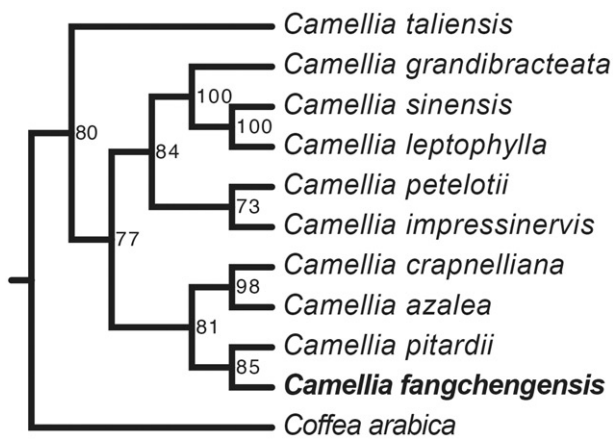 Camellia taliensis
Camellia grandibracteata
100
Camellia sinensis
100
Camellia leptophylla
80
84
Camellia petelotii
73
Camellia impressinervis
77
Camellia crapnelliana
98
Camellia azalea
81
Camellia pitardii
85
Camellia fangchengensis
Coffea arabica